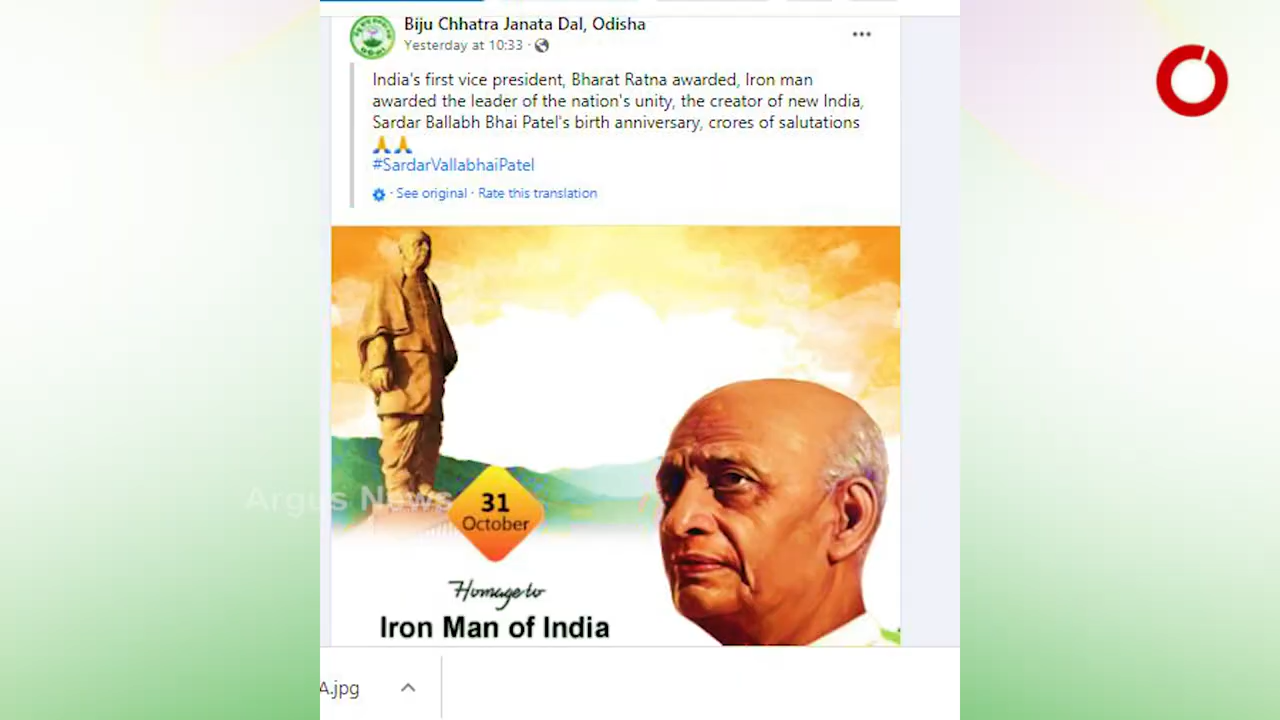 Biju Chhatra Janata Dal, Odisha
Yesterday at 10:33 ·
India's first vice president, Bharat Ratna awarded, Iron man
awarded the leader of the nation's unity, the creator of new India,
Sardar Ballabh Bhai Patel's birth anniversary, crores of salutations
🙏🙏
#SardarVallabhaiPatel
· See original · Rate this translation
Argus News
31
October
Homage to
Iron Man of India
A.jpg